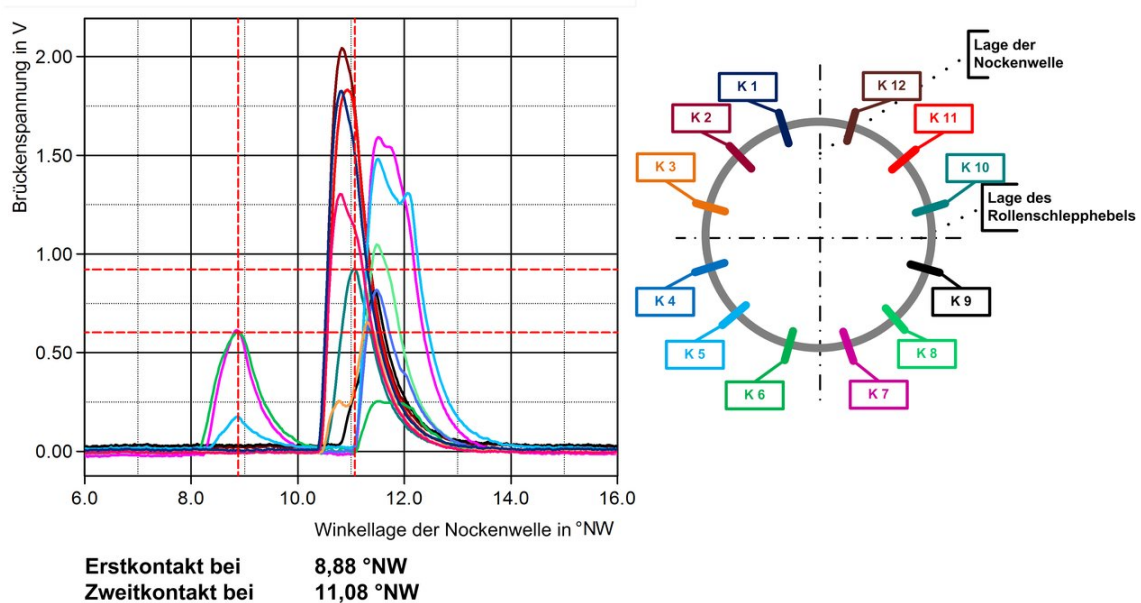 Brückenspannung in V
2.00
1.50
1.00
0.50
0.00
6.0 8.0 10.0 12.0 14.0 16.0
Winkellage der Nockenwelle in °NW
Erstkontakt bei 8,88 °NW
Zweitkontakt bei 11,08 °NW
Lage der
Nockenwelle
K 1
K 12
K 2
K 11
K 3
K 10
Lage des
Rollenschlepphebels
K 4
K 9
K 5
K 8
K 6
K 7